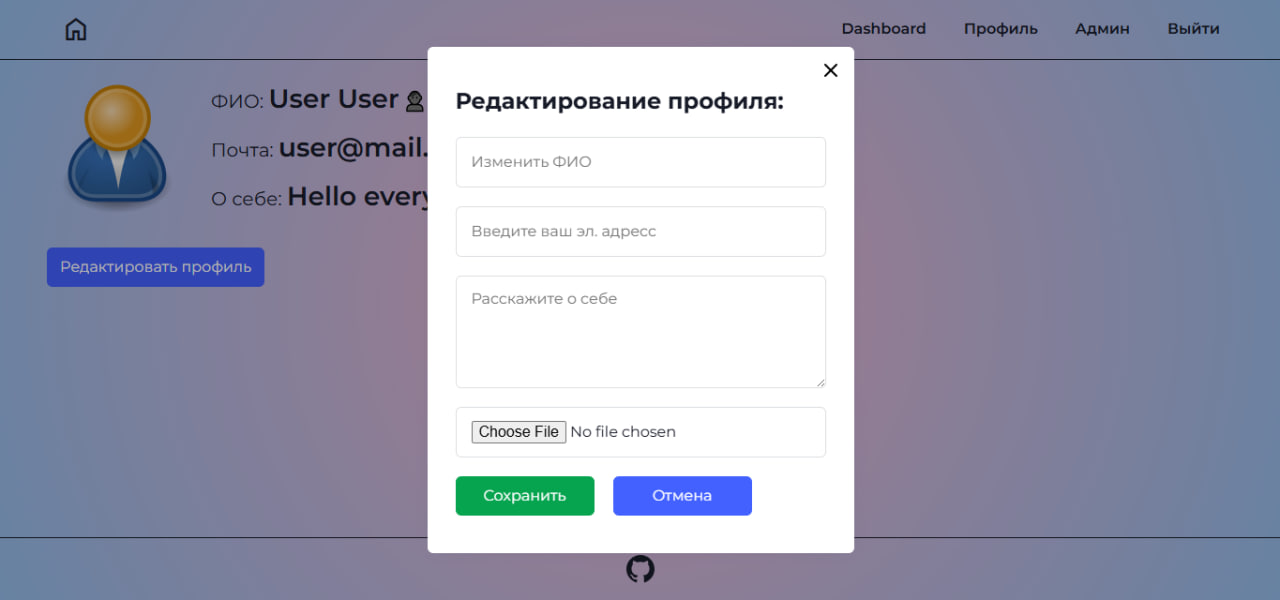 Dashboard Профиль Админ Выйти
ФИО: User User
Почта: user@mail.
О себе: Hello every
Редактировать профиль
Редактирование профиля:
Изменить ФИО
Введите ваш эл. адресс
Расскажите о себе
Choose File No file chosen
Сохранить Отмена